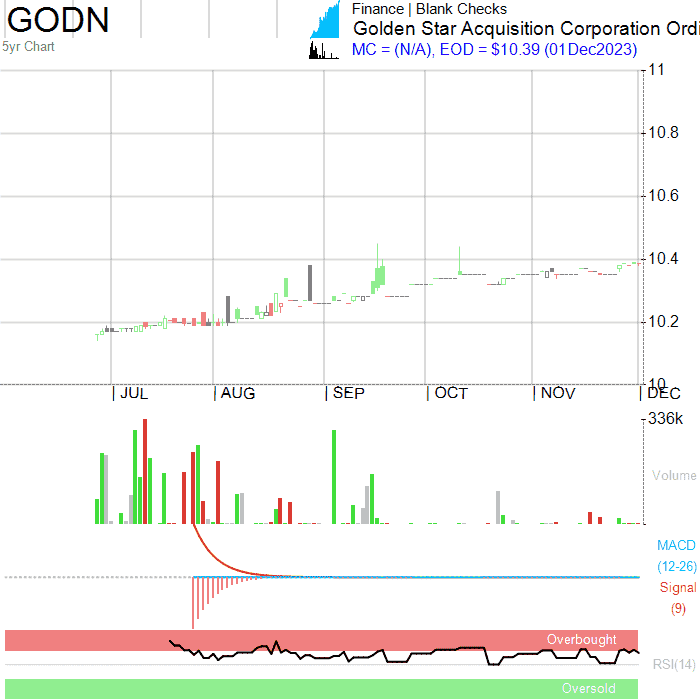 GODN
5yr Chart
Finance | Blank Checks
Golden Star Acquisition Corporation Ordi
MC = (N/A), EOD = $10.39 (01Dec2023)
11
10.8
10.6
10.4
10.2
10
JUL AUG SEP OCT NOV DEC
336k
Volume
MACD
(12-26)
Signal
(9)
Overbought
RSI(14)
Oversold